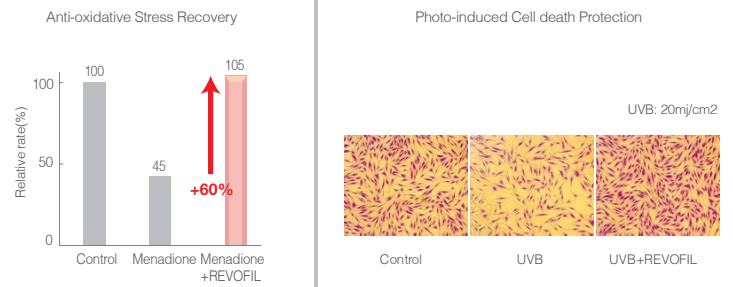 Anti-oxidative Stress Recovery
Relative rate(%)
100
50
0
100
45
105
+60%
Control
Menadione
Menadione
+REVOFIL
Photo-induced Cell death Protection
UVB: 20mj/cm2
Control
UVB
UVB+REVOFIL